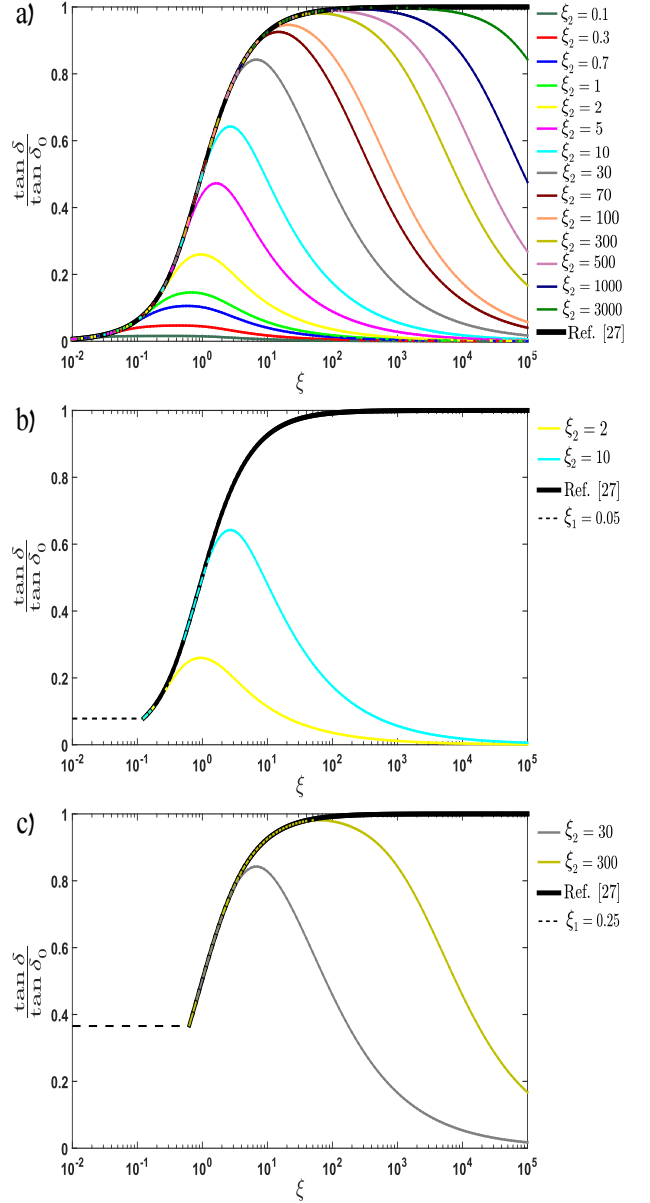 a)
tan δ
tan δ₀
1
0.8
0.6
0.4
0.2
0
10⁻² 10⁻¹ 10⁰ 10¹ 10² 10³ 10⁴ 10⁵
ξ
ξ₂ = 0.1
ξ₂ = 0.3
ξ₂ = 0.7
ξ₂ = 1
ξ₂ = 2
ξ₂ = 5
ξ₂ = 10
ξ₂ = 30
ξ₂ = 70
ξ₂ = 100
ξ₂ = 300
ξ₂ = 500
ξ₂ = 1000
ξ₂ = 3000
Ref. [27]
b)
tan δ
tan δ₀
1
0.8
0.6
0.4
0.2
0
10⁻² 10⁻¹ 10⁰ 10¹ 10² 10³ 10⁴ 10⁵
ξ
ξ₂ = 2
ξ₂ = 10
Ref. [27]
ξ₁ = 0.05
c)
tan δ
tan δ₀
1
0.8
0.6
0.4
0.2
0
10⁻² 10⁻¹ 10⁰ 10¹ 10² 10³ 10⁴ 10⁵
ξ
ξ₂ = 30
ξ₂ = 300
Ref. [27]
ξ₁ = 0.25